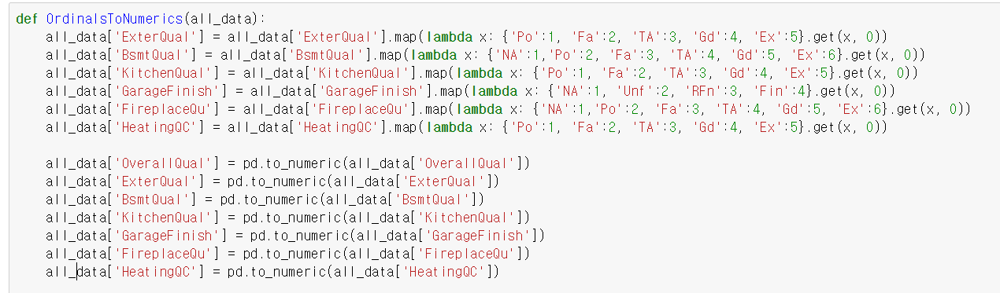 def OrdinalsToNumerics(all_data):
    all_data['ExterQual'] = all_data['ExterQual'].map(lambda x: {'Po':1, 'Fa':2, 'TA':3, 'Gd':4, 'Ex':5}.get(x, 0))
    all_data['BsmtQual'] = all_data['BsmtQual'].map(lambda x: {'NA':1,'Po':2, 'Fa':3, 'TA':4, 'Gd':5, 'Ex':6}.get(x, 0))
    all_data['KitchenQual'] = all_data['KitchenQual'].map(lambda x: {'Po':1, 'Fa':2, 'TA':3, 'Gd':4, 'Ex':5}.get(x, 0))
    all_data['GarageFinish'] = all_data['GarageFinish'].map(lambda x: {'NA':1, 'Unf':2, 'RFn':3, 'Fin':4}.get(x, 0))
    all_data['FireplaceQu'] = all_data['FireplaceQu'].map(lambda x: {'NA':1,'Po':2, 'Fa':3, 'TA':4, 'Gd':5, 'Ex':6}.get(x, 0))
    all_data['HeatingQC'] = all_data['HeatingQC'].map(lambda x: {'Po':1, 'Fa':2, 'TA':3, 'Gd':4, 'Ex':5}.get(x, 0))

    all_data['OverallQual'] = pd.to_numeric(all_data['OverallQual'])
    all_data['ExterQual'] = pd.to_numeric(all_data['ExterQual'])
    all_data['BsmtQual'] = pd.to_numeric(all_data['BsmtQual'])
    all_data['KitchenQual'] = pd.to_numeric(all_data['KitchenQual'])
    all_data['GarageFinish'] = pd.to_numeric(all_data['GarageFinish'])
    all_data['FireplaceQu'] = pd.to_numeric(all_data['FireplaceQu'])
    all_data['HeatingQC'] = pd.to_numeric(all_data['HeatingQC'])